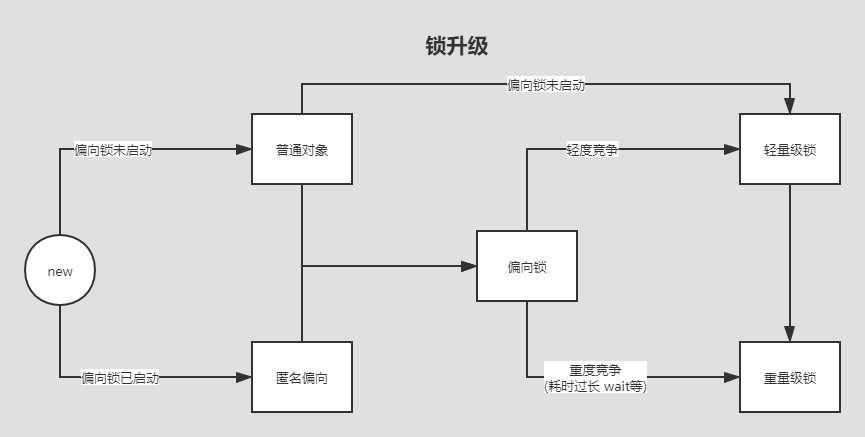 锁升级
偏向锁未启动
偏向锁未启动
普通对象
轻度竞争
轻量级锁
new
偏向锁
偏向锁已启动
匿名偏向
重度竞争
(耗时过长 wait等)
重量级锁